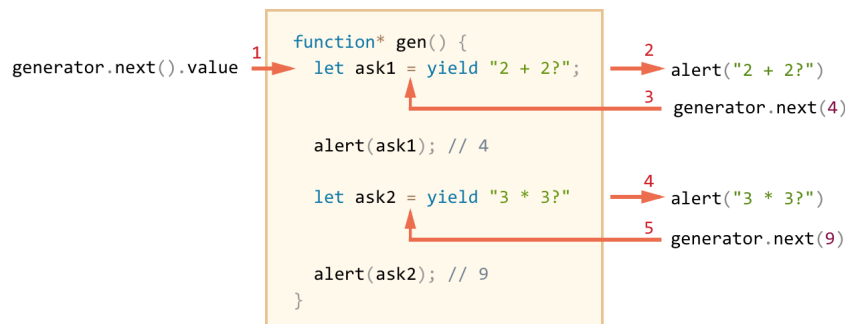 function* gen() {
generator.next().value 1 let ask1 = yield "2 + 2?"; 2 alert("2 + 2?")
3 generator.next(4)
alert(ask1); // 4
let ask2 = yield "3 * 3?" 4 alert("3 * 3?")
5 generator.next(9)
alert(ask2); // 9
}